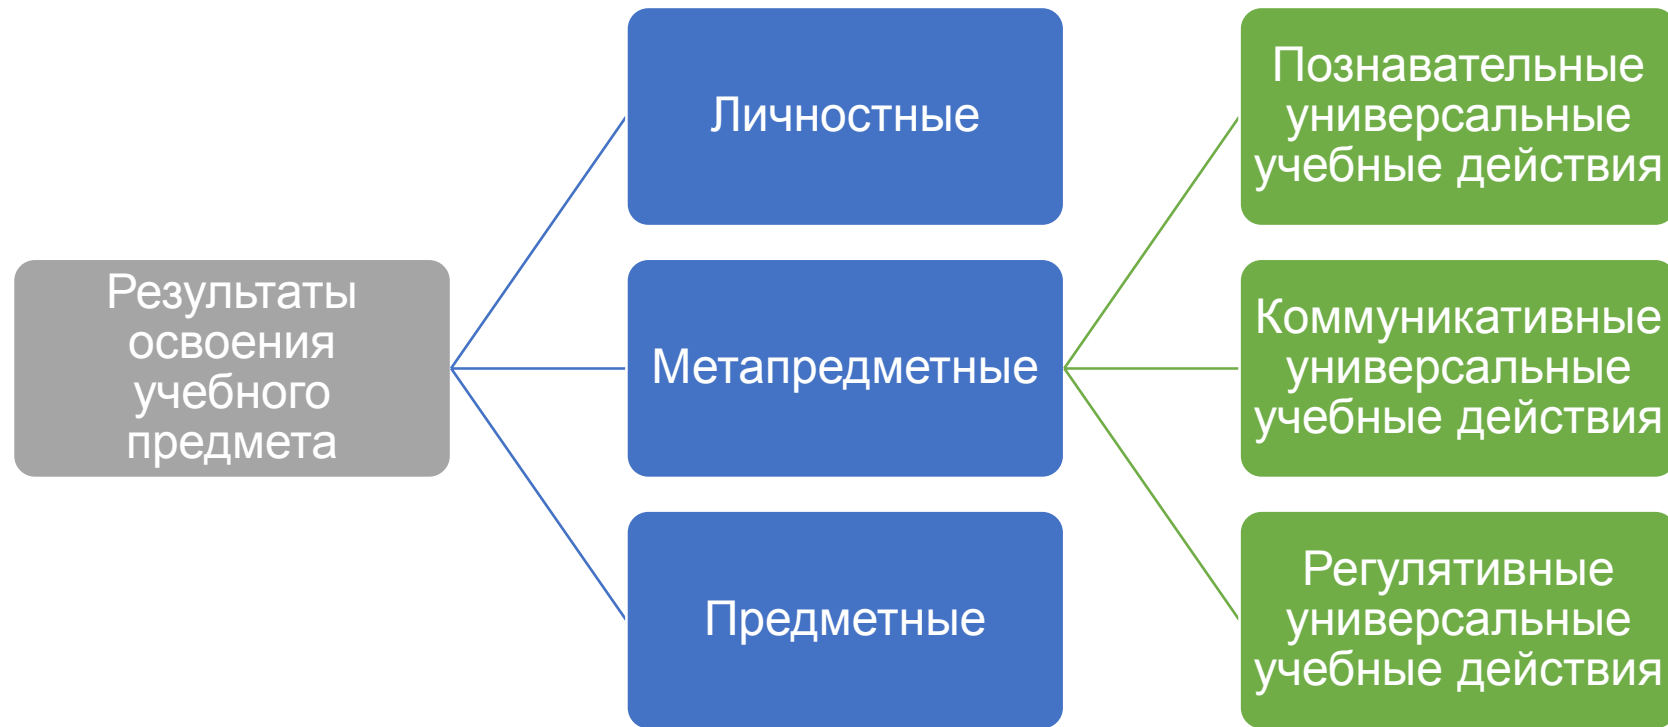 Результаты
освоения
учебного
предмета
Личностные
Метапредметные
Предметные
Познавательные
универсальные
учебные действия
Коммуникативные
универсальные
учебные действия
Регулятивные
универсальные
учебные действия